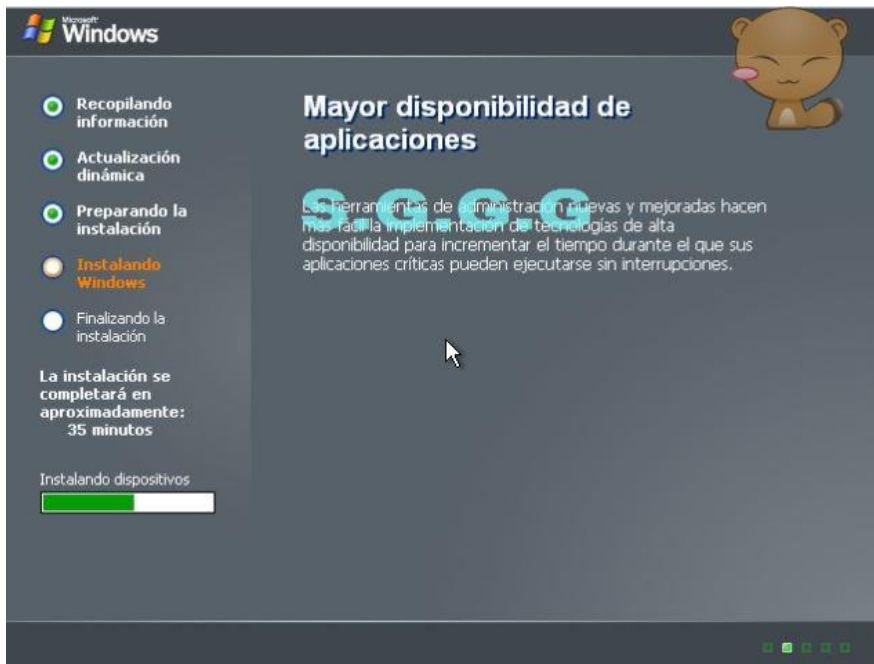 Microsoft
Windows
Recopilando
información
Actualización
dinámica
Preparando la
instalación
Instalando
Windows
Finalizando la
instalación
La instalación se
completará en
aproximadamente:
35 minutos
Instalando dispositivos
Mayor disponibilidad de
aplicaciones
s.g.g.g
Las herramientas de administración nuevas y mejoradas hacen
más fácil la implementación de tecnologías de alta
disponibilidad para incrementar el tiempo durante el que sus
aplicaciones críticas pueden ejecutarse sin interrupciones.